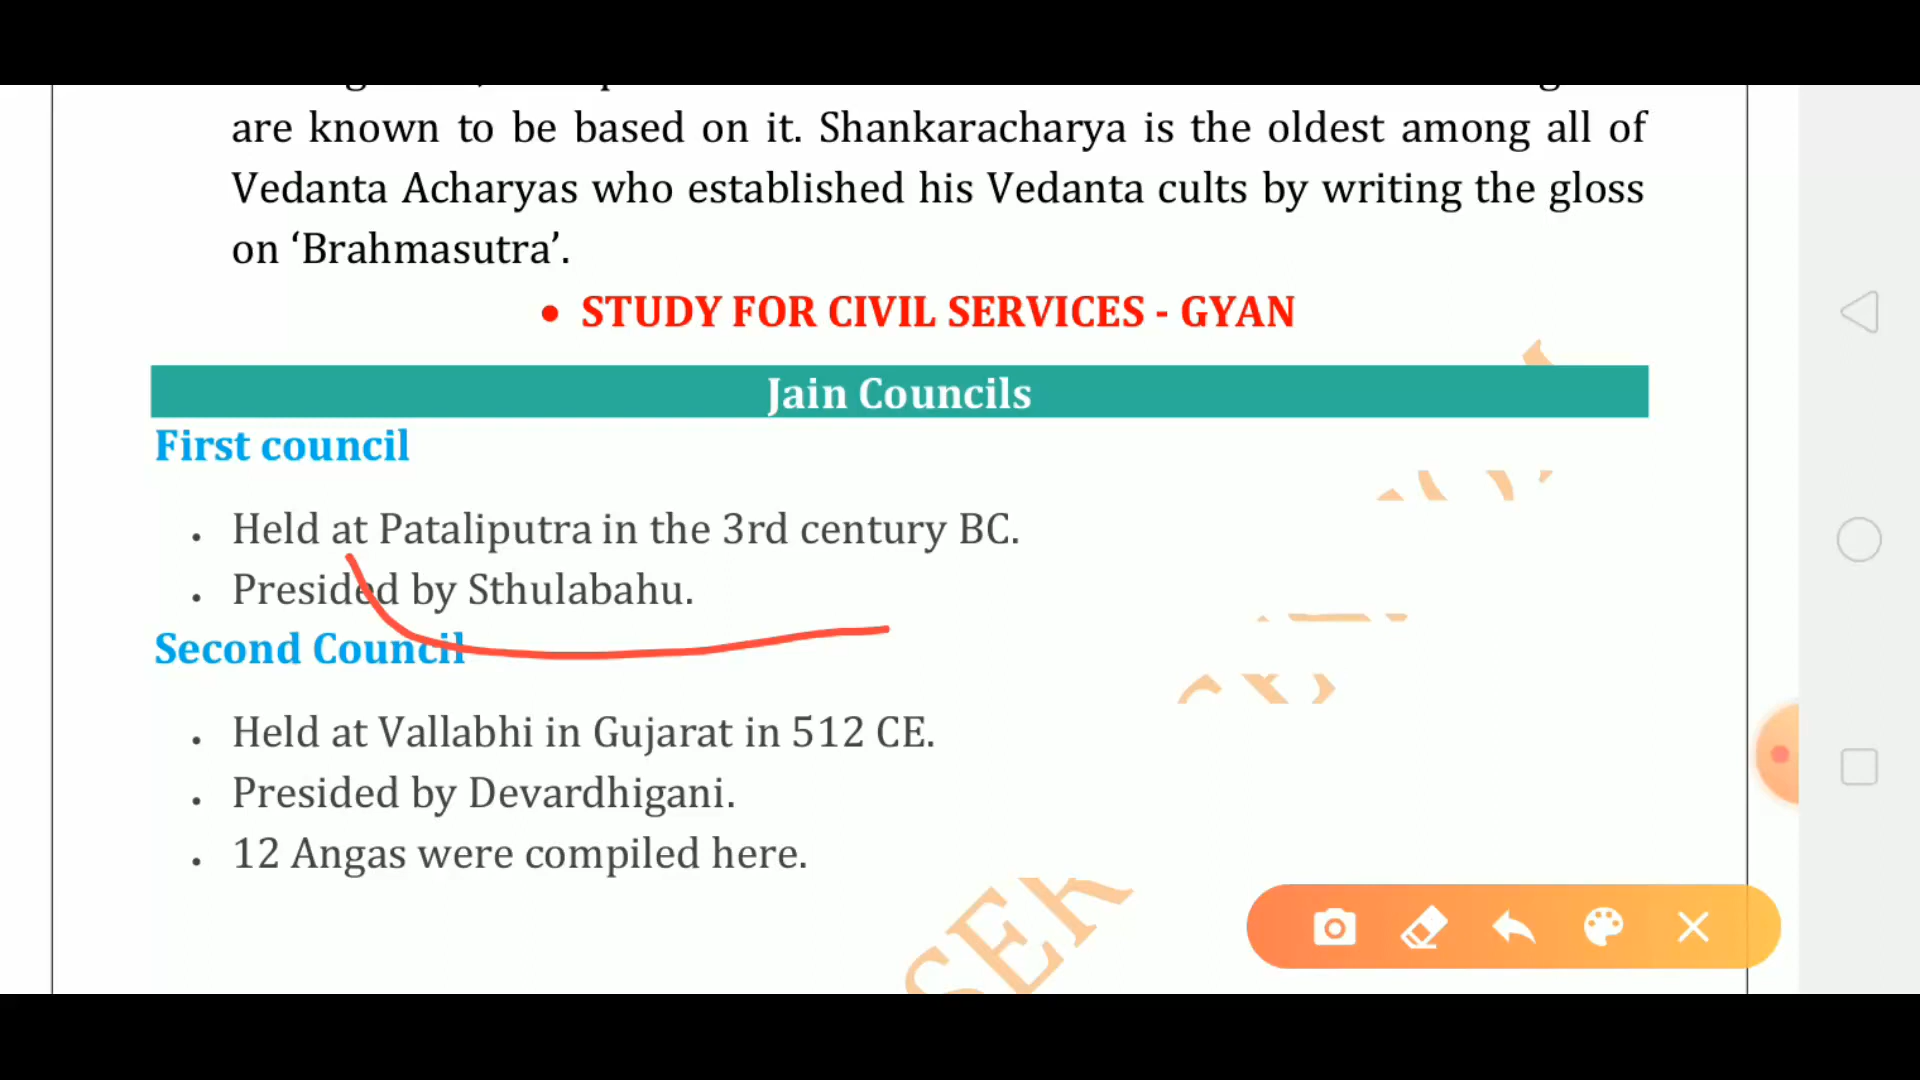 are known to be based on it. Shankaracharya is the oldest among all of
Vedanta Acharyas who established his Vedanta cults by writing the gloss
on ‘Brahmasutra’.
• STUDY FOR CIVIL SERVICES - GYAN
Jain Councils
First council
• Held at Pataliputra in the 3rd century BC.
• Presided by Sthulabahu.
Second Council
• Held at Vallabhi in Gujarat in 512 CE.
• Presided by Devardhigani.
• 12 Angas were compiled here.
SER